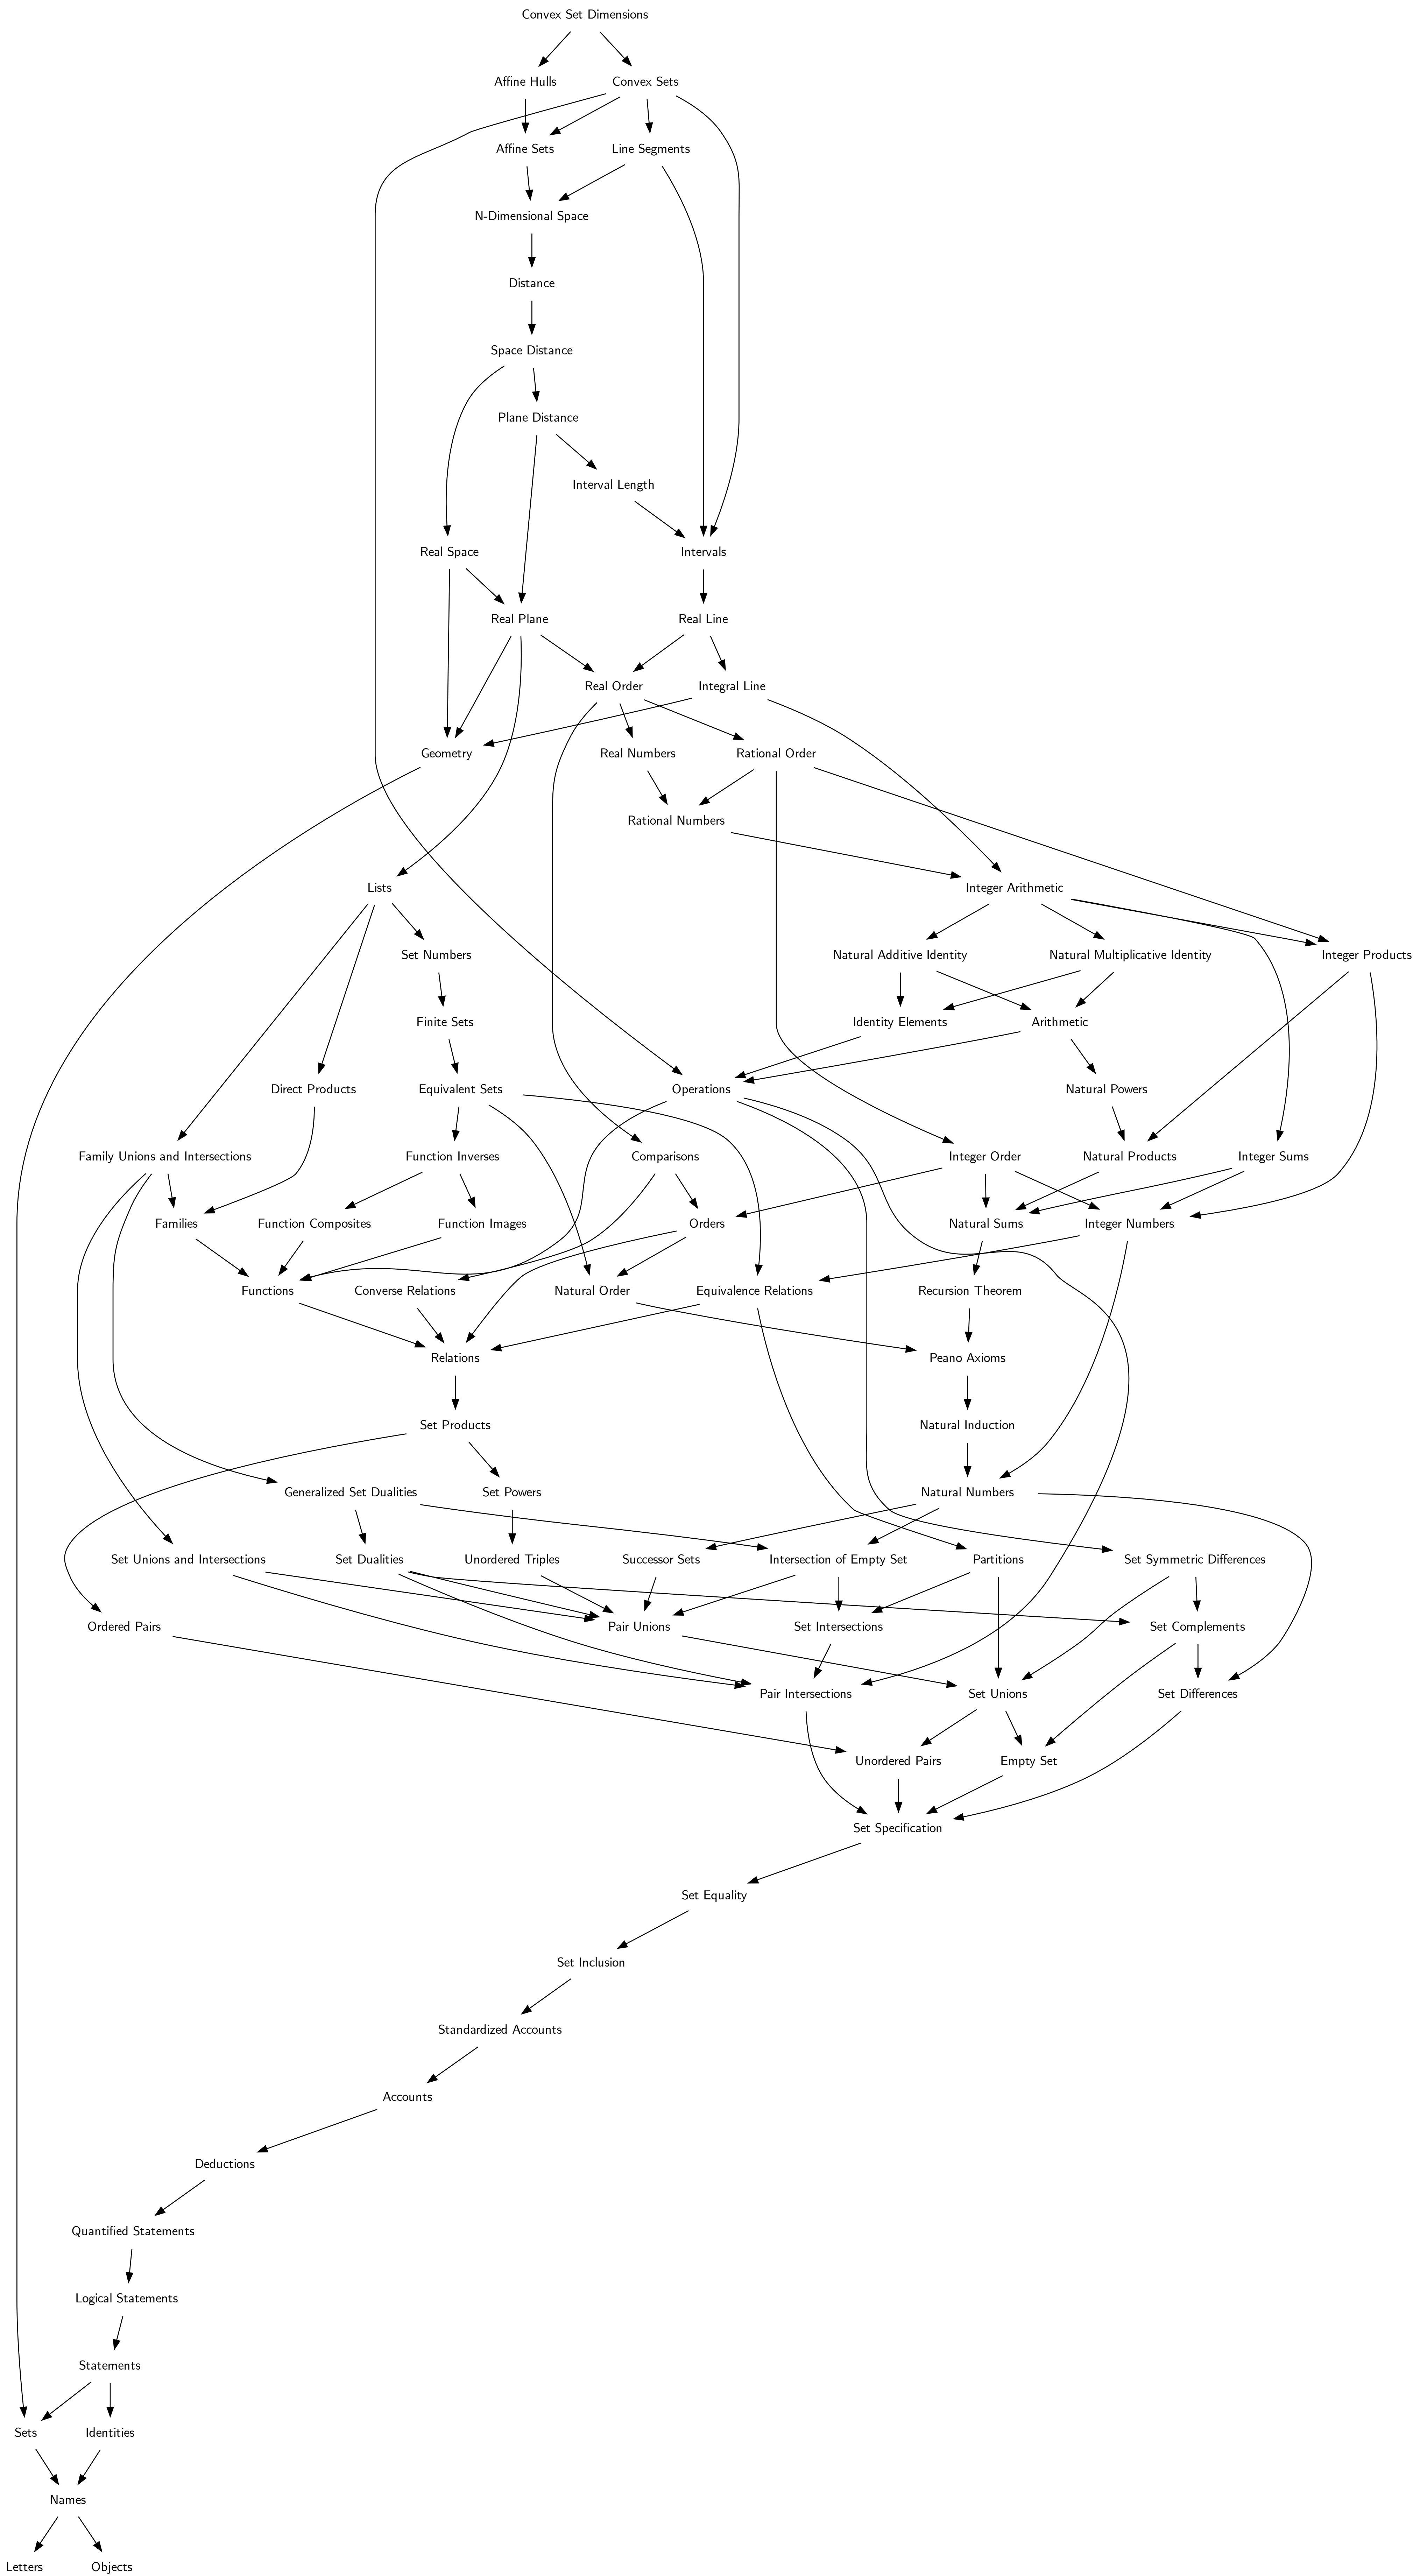 Convex Set Dimensions
Affine Hulls
Convex Sets
Affine Sets
Line Segments
N-Dimensional Space
Distance
Space Distance
Plane Distance
Interval Length
Real Space
Intervals
Real Plane
Real Line
Real Order
Integral Line
Geometry
Real Numbers
Rational Order
Rational Numbers
Lists
Integer Arithmetic
Set Numbers
Natural Additive Identity
Natural Multiplicative Identity
Integer Products
Finite Sets
Identity Elements
Arithmetic
Direct Products
Equivalent Sets
Operations
Natural Powers
Family Unions and Intersections
Function Inverses
Comparisons
Integer Order
Natural Products
Integer Sums
Families
Function Composites
Function Images
Orders
Natural Sums
Integer Numbers
Functions
Converse Relations
Natural Order
Equivalence Relations
Recursion Theorem
Relations
Peano Axioms
Set Products
Natural Induction
Generalized Set Dualities
Set Powers
Natural Numbers
Set Unions and Intersections
Set Dualities
Unordered Triples
Successor Sets
Intersection of Empty Set
Partitions
Set Symmetric Differences
Ordered Pairs
Pair Unions
Set Intersections
Set Complements
Pair Intersections
Set Unions
Set Differences
Unordered Pairs
Empty Set
Set Specification
Set Equality
Set Inclusion
Standardized Accounts
Accounts
Deductions
Quantified Statements
Logical Statements
Statements
Sets
Identities
Names
Letters
Objects